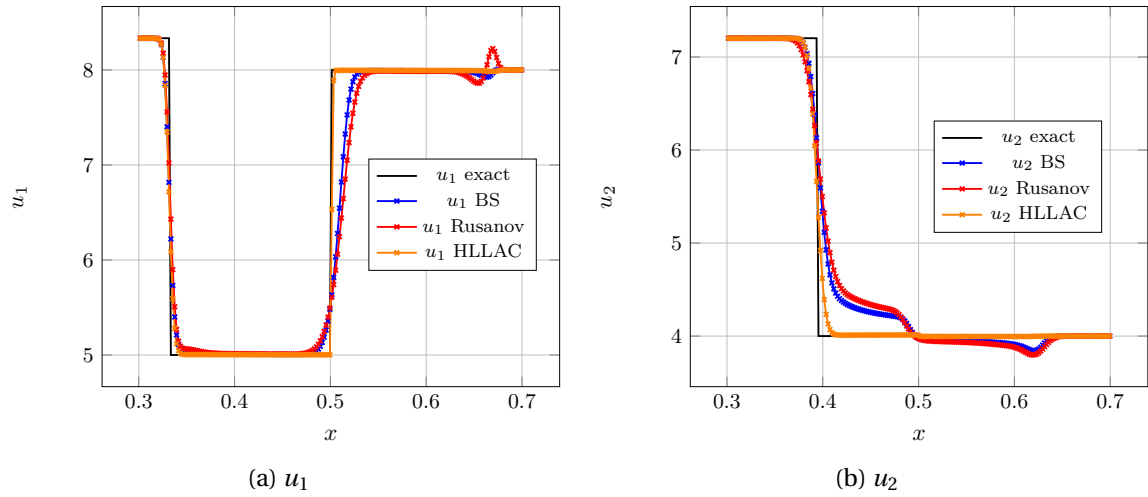 8
7
6
5
u1
0.3 0.4 0.5 0.6 0.7
x
u1 exact
u1 BS
u1 Rusanov
u1 HLLAC
(a) u1
7
6
5
4
u2
0.3 0.4 0.5 0.6 0.7
x
u2 exact
u2 BS
u2 Rusanov
u2 HLLAC
(b) u2